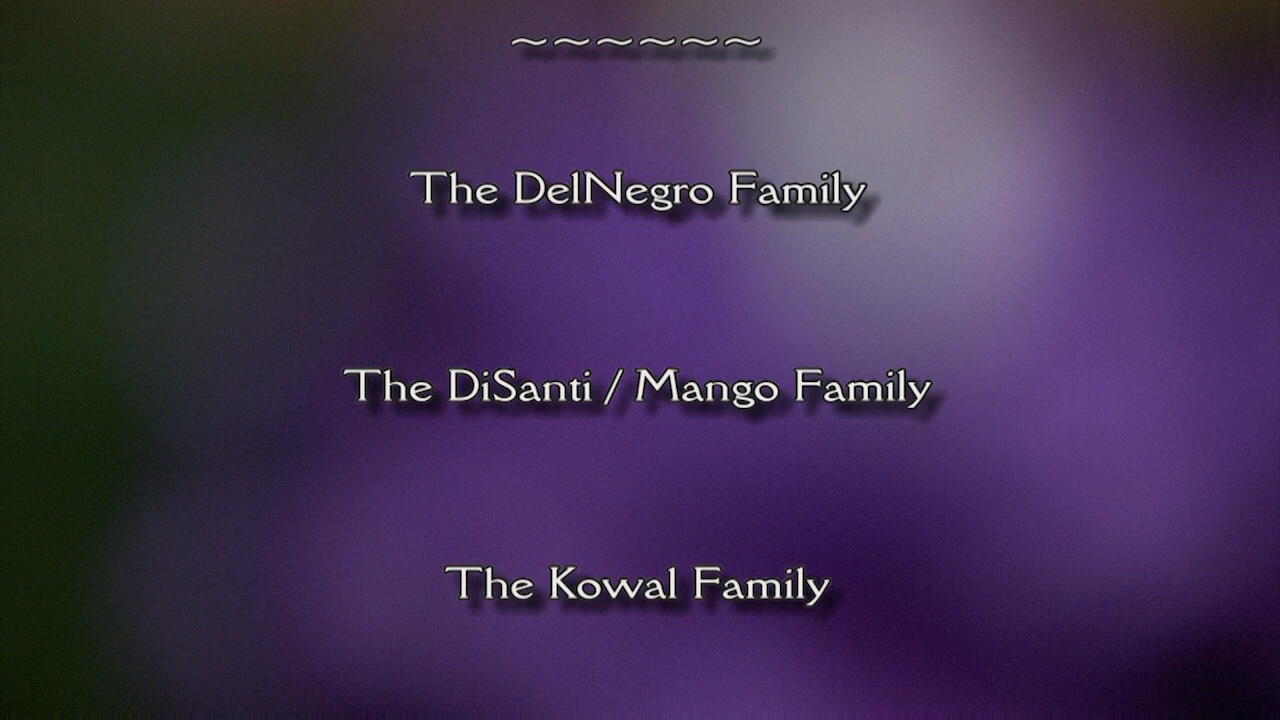 ~~~~~~
The DelNegro Family
The DiSanti / Mango Family
The Kowal Family